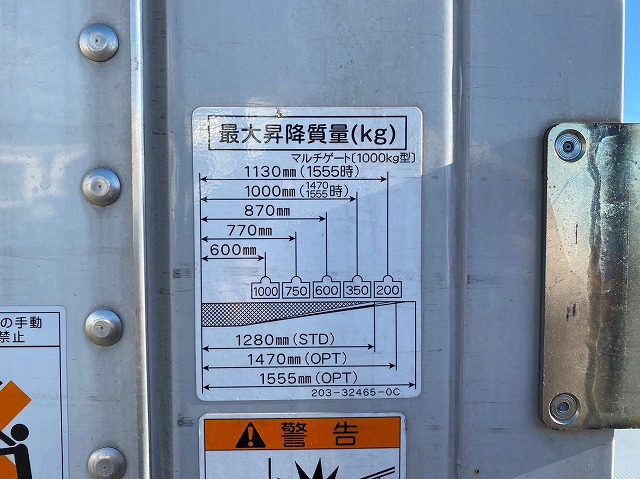 最大昇降質量(kg)
マルチゲート〔1000kg型〕
1130mm(1555時)
1000mm(1470 1555時)
870mm
770mm
600mm
1000 750 600 350 200
1280mm(STD)
1470mm(OPT)
1555mm(OPT)
203-32465-0C
の手動
禁止
警告